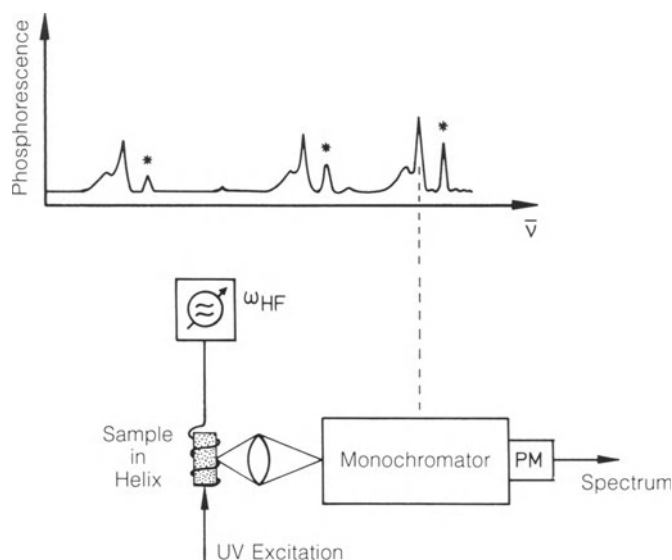 Phosphorescence
*
*
*
ν̅
ω_HF
≈
Sample
in
Helix
Monochromator
PM
Spectrum
UV Excitation